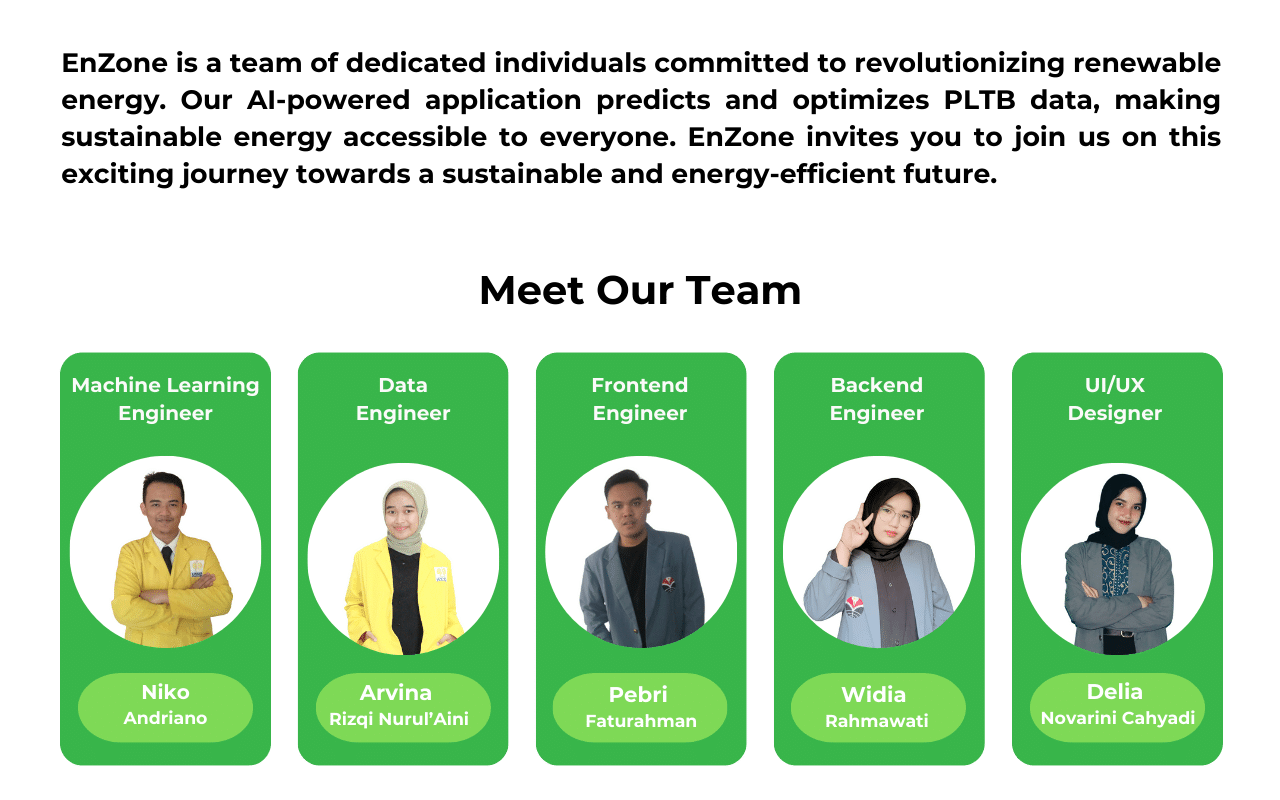 EnZone is a team of dedicated individuals committed to revolutionizing renewable
energy. Our AI-powered application predicts and optimizes PLTB data, making
sustainable energy accessible to everyone. EnZone invites you to join us on this
exciting journey towards a sustainable and energy-efficient future.
Meet Our Team
Machine Learning
Engineer
Niko
Andriano
Data
Engineer
Arvina
Rizqi Nurul’Aini
Frontend
Engineer
Pebri
Faturahman
Backend
Engineer
Widia
Rahmawati
UI/UX
Designer
Delia
Novarini Cahyadi